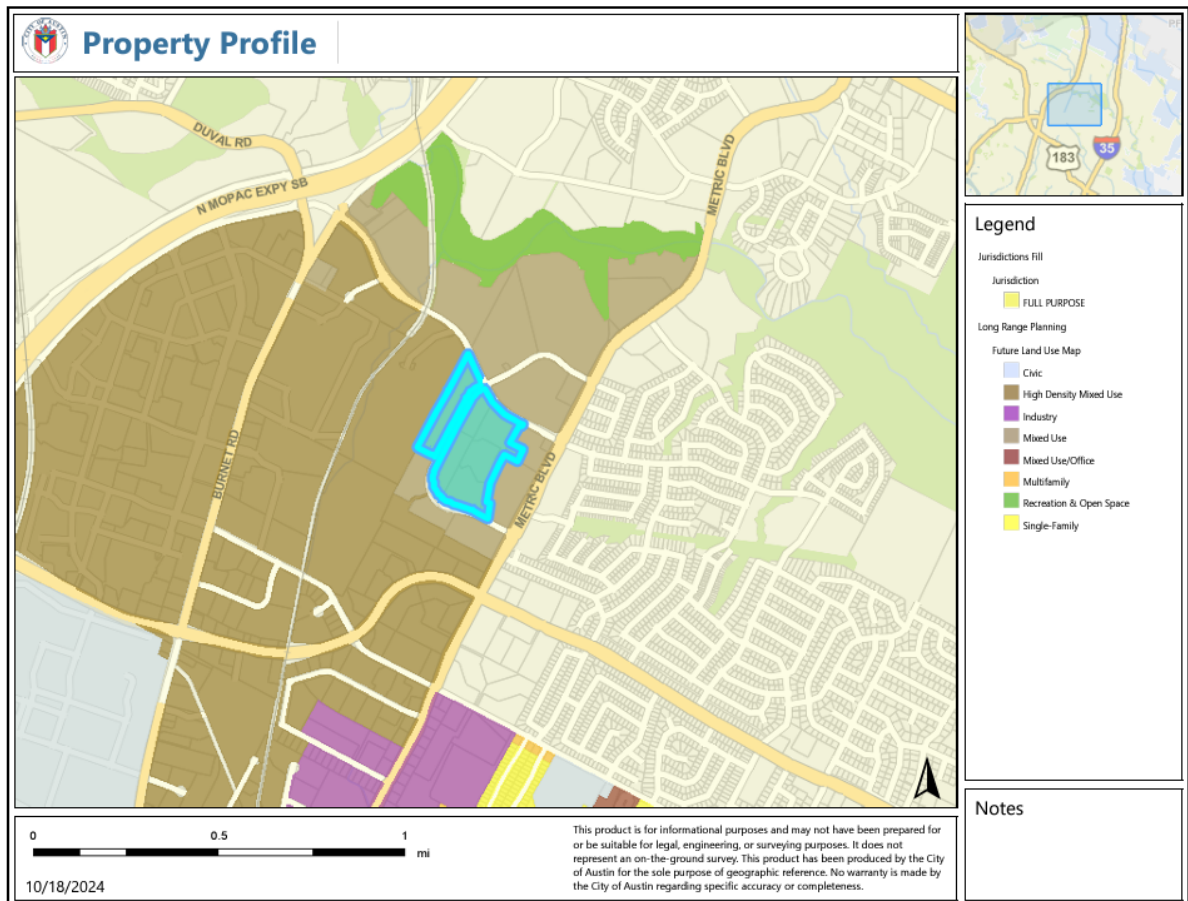 CITY OF AUSTIN
Property Profile
DUVAL RD
N MOPAC EXPY SB
METRIC BLVD
BURNET RD
METRIC BLVD
183
35
Legend
Jurisdictions Fill
Jurisdiction
FULL PURPOSE
Long Range Planning
Future Land Use Map
Civic
High Density Mixed Use
Industry
Mixed Use
Mixed Use/Office
Multifamily
Recreation & Open Space
Single-Family
Notes
0 0.5 1
mi
10/18/2024
This product is for informational purposes and may not have been prepared for
or be suitable for legal, engineering, or surveying purposes. It does not
represent an on-the-ground survey. This product has been produced by the City
of Austin for the sole purpose of geographic reference. No warranty is made by
the City of Austin regarding specific accuracy or completeness.